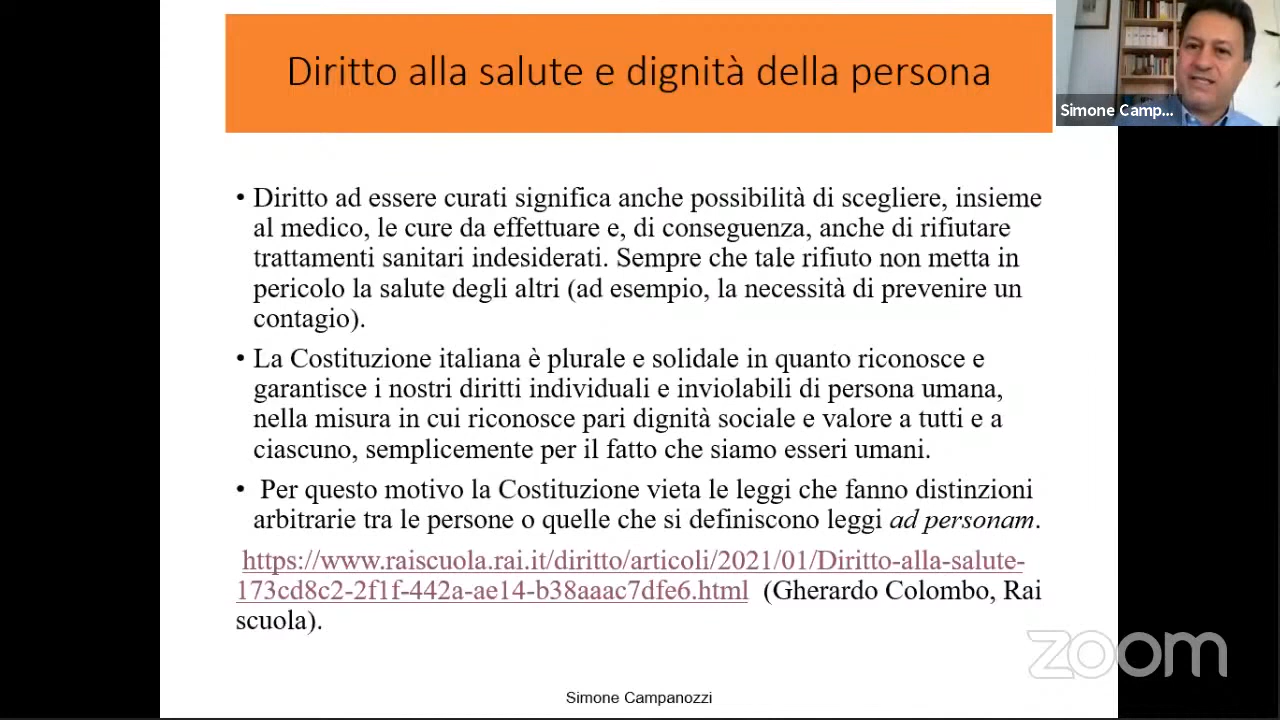 Diritto alla salute e dignità della persona
Simone Camp...
• Diritto ad essere curati significa anche possibilità di scegliere, insieme
al medico, le cure da effettuare e, di conseguenza, anche di rifiutare
trattamenti sanitari indesiderati. Sempre che tale rifiuto non metta in
pericolo la salute degli altri (ad esempio, la necessità di prevenire un
contagio).
• La Costituzione italiana è plurale e solidale in quanto riconosce e
garantisce i nostri diritti individuali e inviolabili di persona umana,
nella misura in cui riconosce pari dignità sociale e valore a tutti e a
ciascuno, semplicemente per il fatto che siamo esseri umani.
• Per questo motivo la Costituzione vieta le leggi che fanno distinzioni
arbitrarie tra le persone o quelle che si definiscono leggi ad personam.
https://www.raiscuola.rai.it/diritto/articoli/2021/01/Diritto-alla-salute-
173cd8c2-2f1f-442a-ae14-b38aaac7dfe6.html (Gherardo Colombo, Rai
scuola).
zoom
Simone Campanozzi